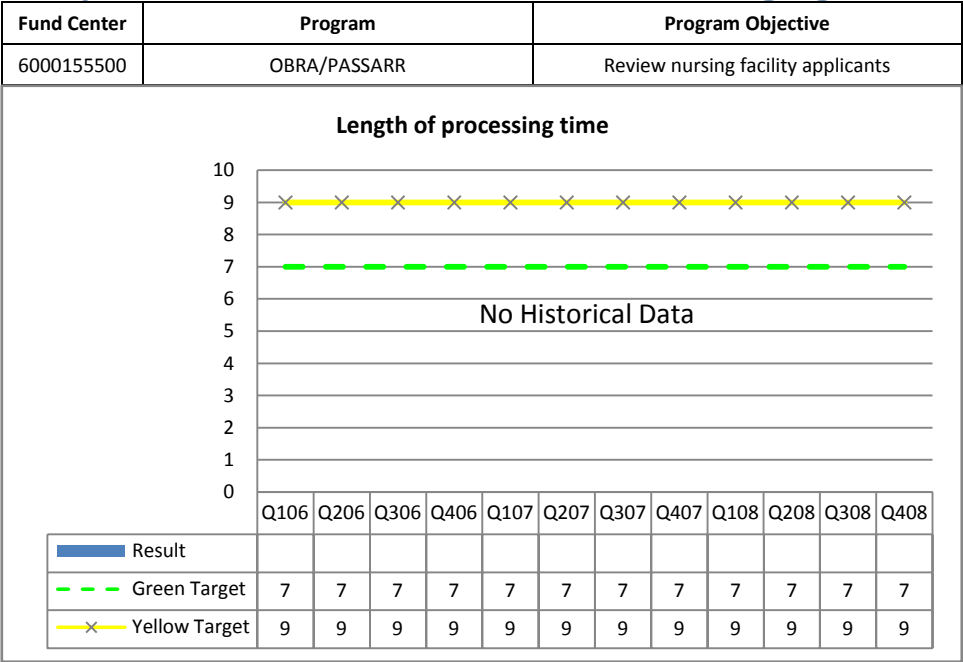 Fund Center Program Program Objective
6000155500 OBRA/PASSARR Review nursing facility applicants
Length of processing time
10
9
8
7
6
No Historical Data
5
4
3
2
1
0
Q106 Q206 Q306 Q406 Q107 Q207 Q307 Q407 Q108 Q208 Q308 Q408
Result
Green Target 7 7 7 7 7 7 7 7 7 7 7 7
Yellow Target 9 9 9 9 9 9 9 9 9 9 9 9